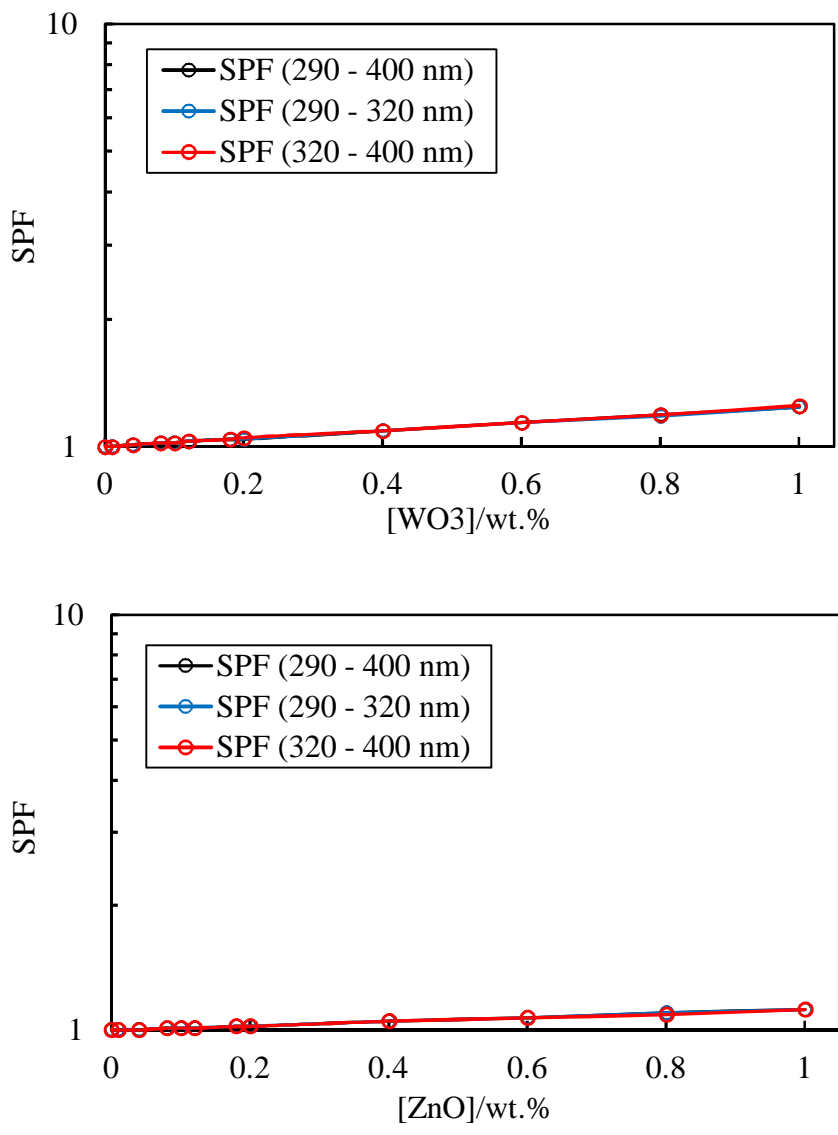 10
SPF (290 - 400 nm)
SPF (290 - 320 nm)
SPF (320 - 400 nm)
SPF
1
0 0.2 0.4 0.6 0.8 1
[WO3]/wt.%
10
SPF (290 - 400 nm)
SPF (290 - 320 nm)
SPF (320 - 400 nm)
SPF
1
0 0.2 0.4 0.6 0.8 1
[ZnO]/wt.%